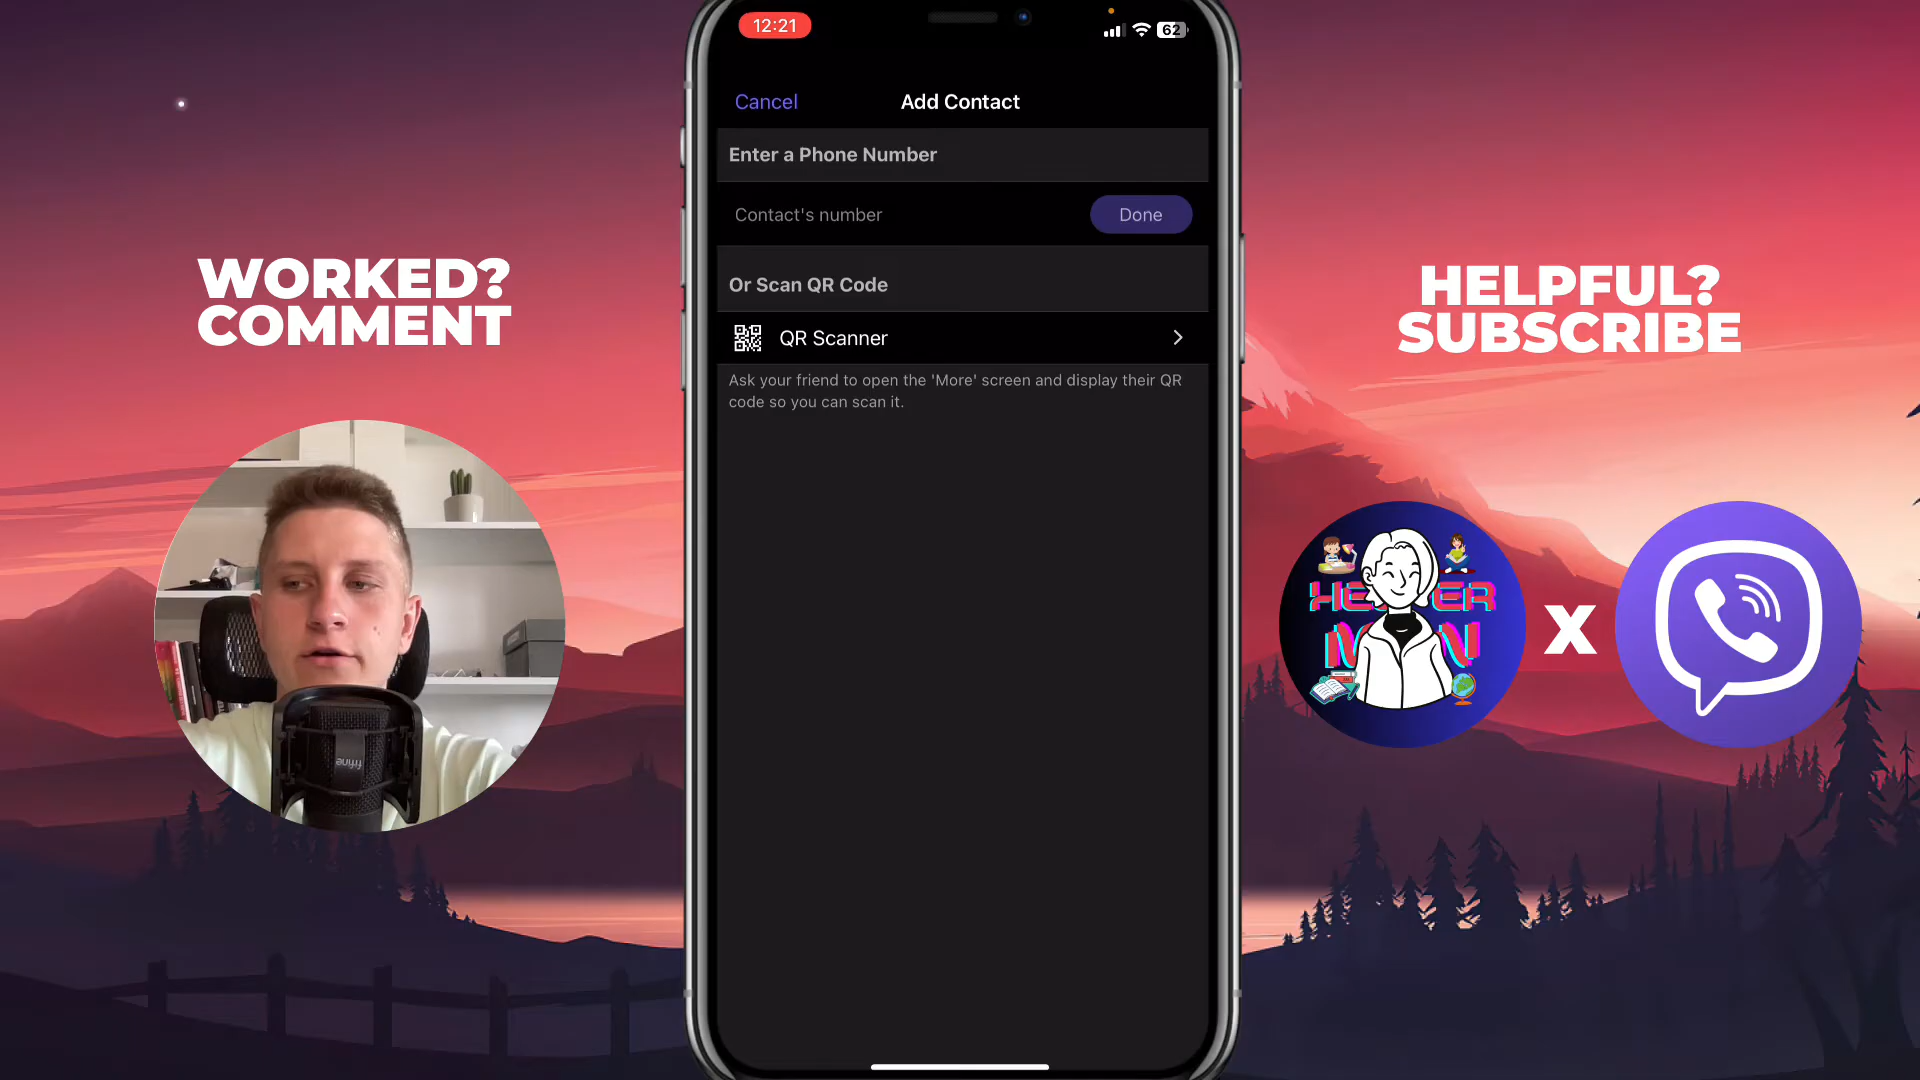 12:21
62
Cancel
Add Contact
Enter a Phone Number
Contact's number
Done
Or Scan QR Code
QR Scanner
Ask your friend to open the 'More' screen and display their QR
code so you can scan it.
WORKED?
COMMENT
fifine
HELPFUL?
SUBSCRIBE
X